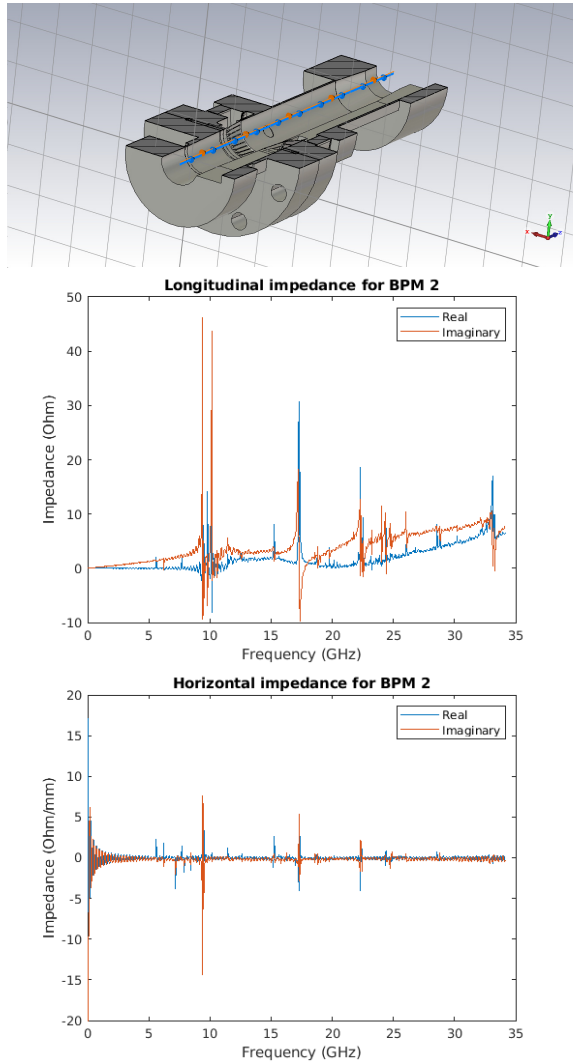 y
x
z
Longitudinal impedance for BPM 2
50
40
30
20
10
0
-10
Impedance (Ohm)
Real
Imaginary
0 5 10 15 20 25 30 35
Frequency (GHz)
Horizontal impedance for BPM 2
20
15
10
5
0
-5
-10
-15
-20
Impedance (Ohm/mm)
Real
Imaginary
0 5 10 15 20 25 30 35
Frequency (GHz)